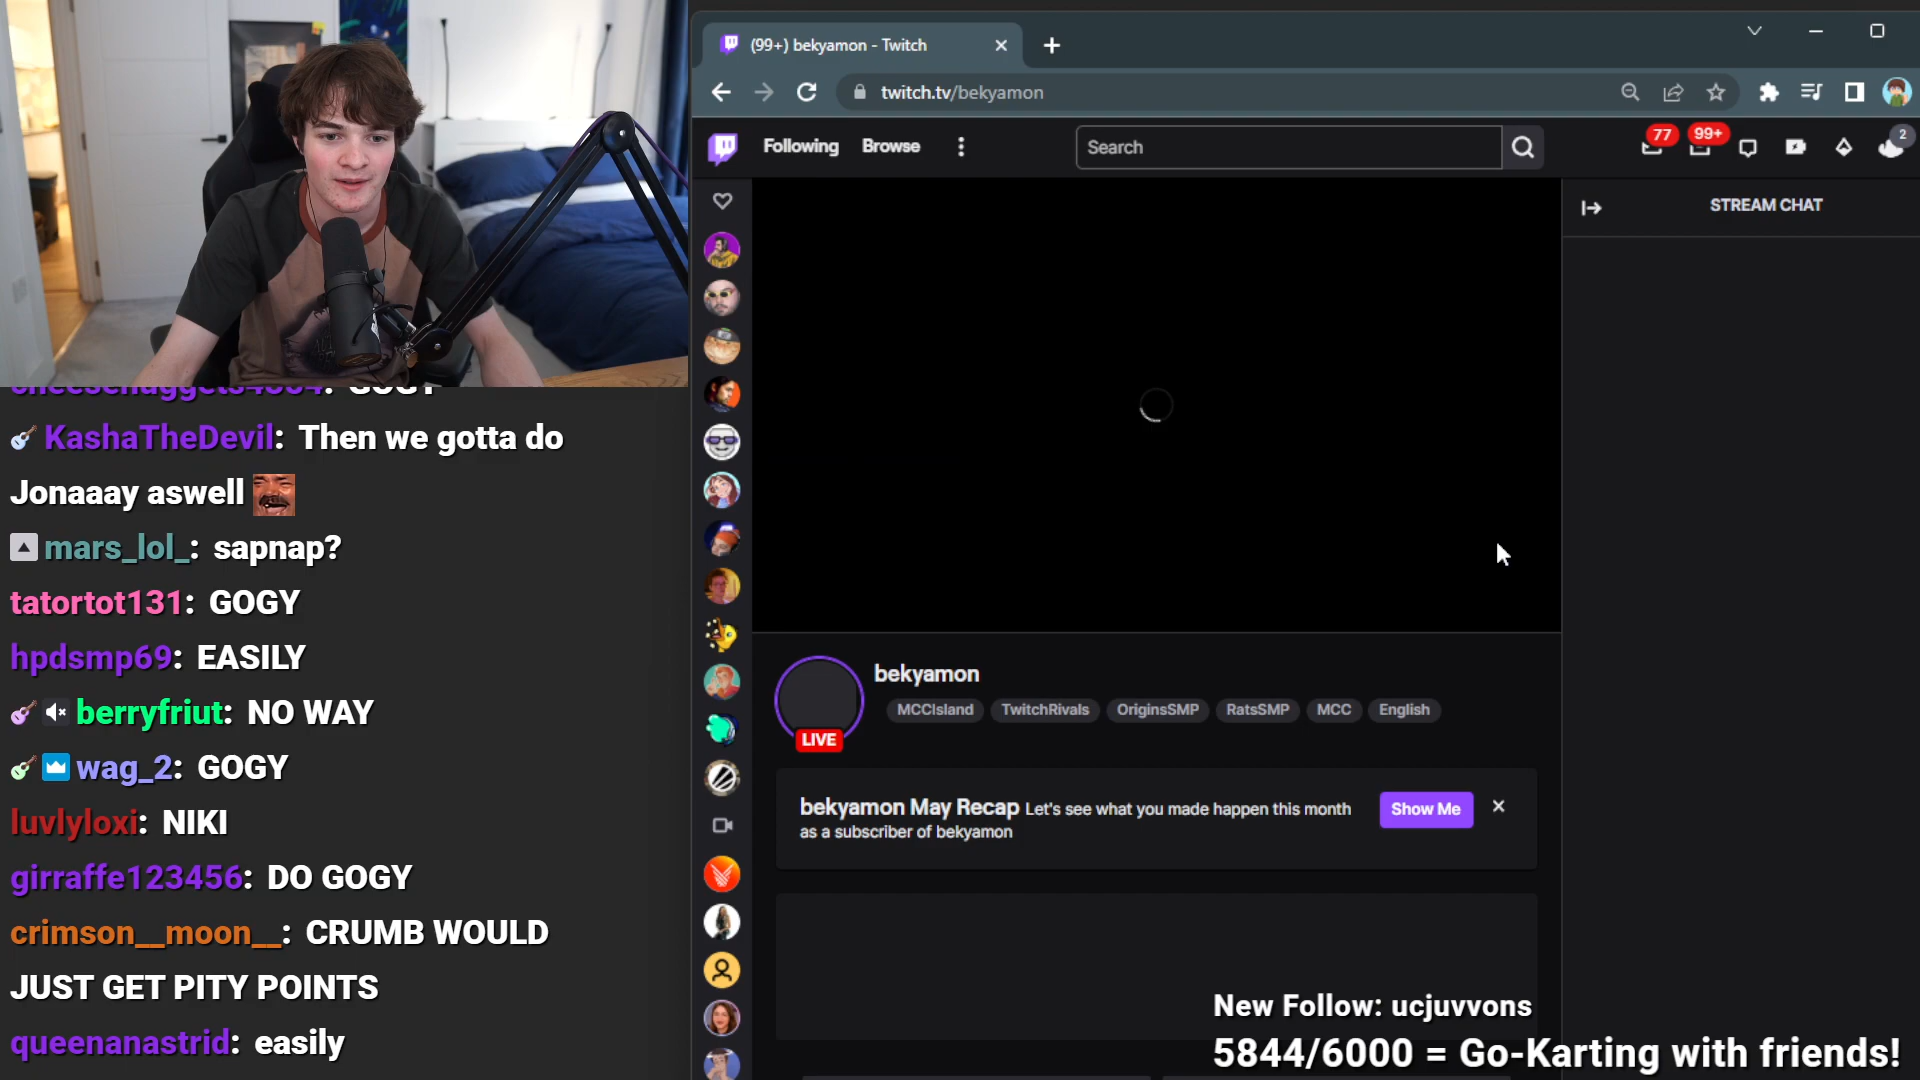 (99+) bekyamon - Twitch
twitch.tv/bekyamon
Following
Browse
Search
77
99+
2
STREAM CHAT
KashaTheDevil: Then we gotta do
Jonaaay aswell
mars_lol_: sapnap?
tatortot131: GOGY
hpdsmp69: EASILY
berryfriut: NO WAY
wag_2: GOGY
luvlyloxi: NIKI
girraffe123456: DO GOGY
crimson__moon__: CRUMB WOULD
JUST GET PITY POINTS
queenanastrid: easily
bekyamon
MCCIsland
TwitchRivals
OriginsSMP
RatsSMP
MCC
English
LIVE
bekyamon May Recap Let's see what you made happen this month
as a subscriber of bekyamon
Show Me
New Follow: ucjuvvons
5844/6000 = Go-Karting with friends!